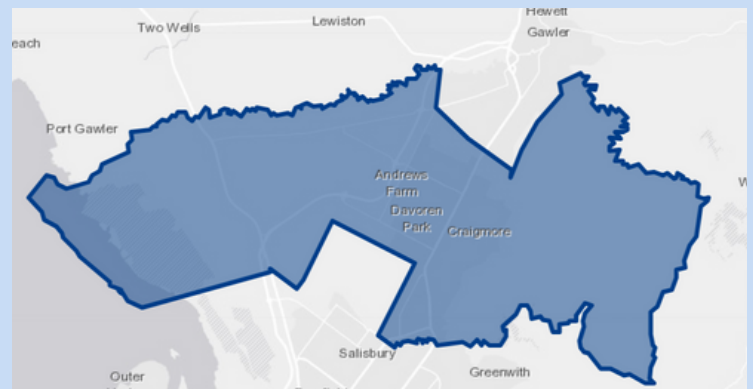 Hewett
Two Wells
Lewiston
Gawler
each
Port Gawler
Andrews
Farm
W
Davoren
Park
Craigmore
Salisbury
Greenwith
Outer